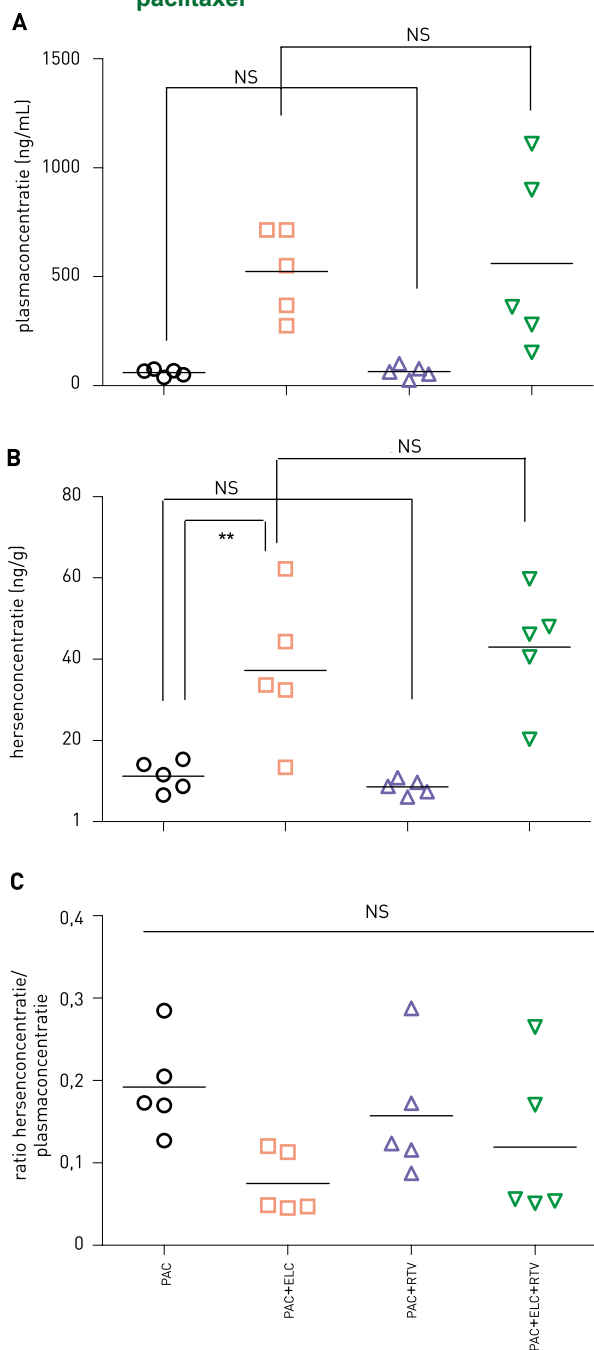 paclitaxel
A
NS
NS
1500
1000
500
0
plasmaconcentratie (ng/mL)
B
NS
NS
**
80
60
40
20
1
hersenconcentratie (ng/g)
C
NS
0,4
0,3
0,2
0,1
0
ratio hersenconcentratie/
plasmaconcentratie
PAC
PAC+ELC
PAC+RTV
PAC+ELC+RTV